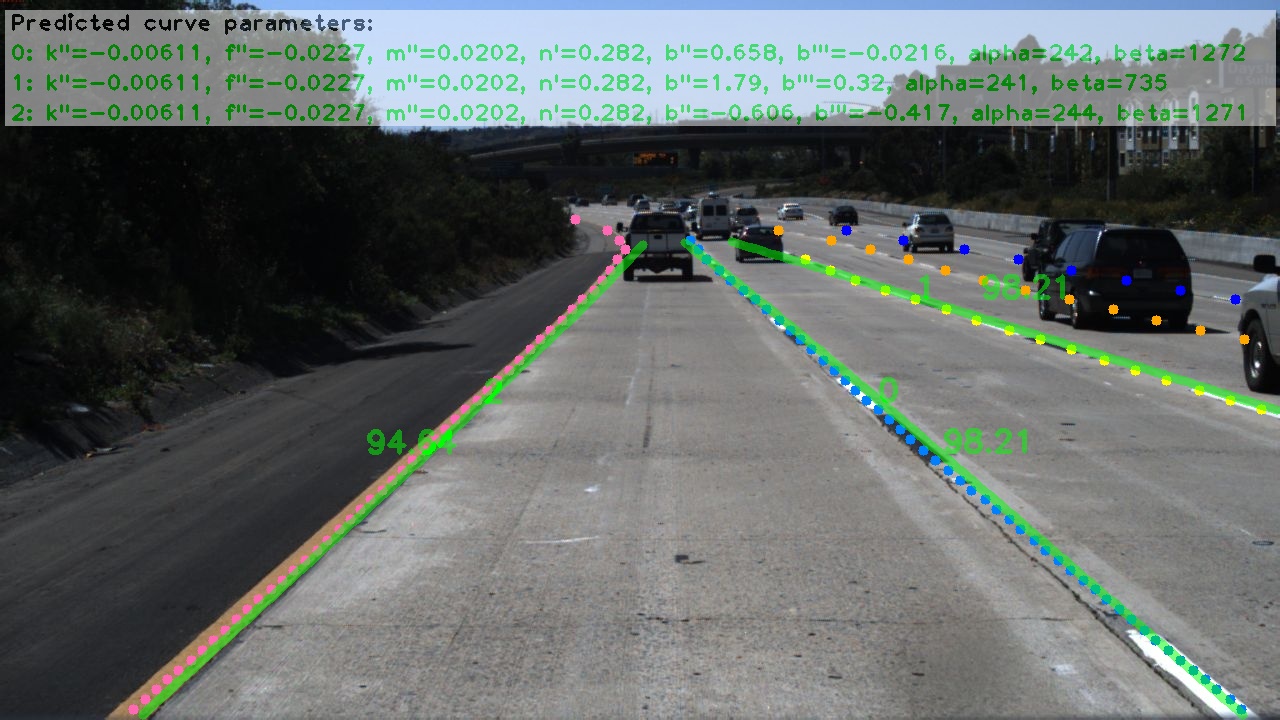 Predicted curve parameters:
0: k''=-0.00611, f''=-0.0227, m''=0.0202, n'=0.282, b''=0.658, b'''=-0.0216, alpha=242, beta=1272
1: k''=-0.00611, f''=-0.0227, m''=0.0202, n'=0.282, b''=1.79, b'''=0.32, alpha=241, beta=735
2: k''=-0.00611, f''=-0.0227, m''=0.0202, n'=0.282, b''=-0.606, b'''=-0.417, alpha=244, beta=1271
1 98.21
0
94.64
98.21